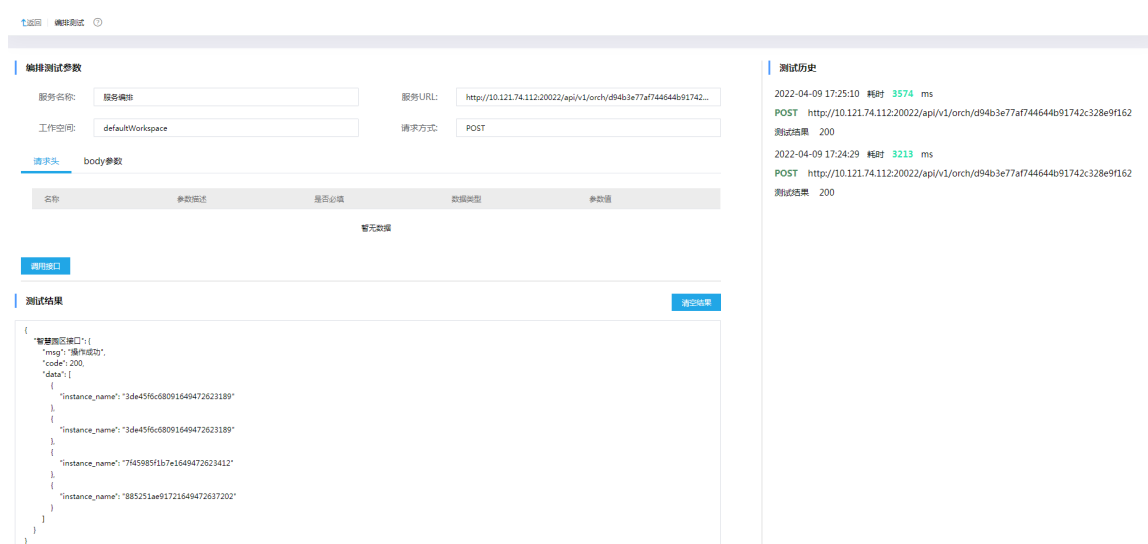 返回 编排测试
编排测试参数
服务名称: 服务编排 服务URL: http://10.121.74.112:20022/api/v1/orch/d94b3e77af744644b91742...
工作空间: defaultWorkspace 请求方式: POST
请求头 body参数
名称 参数描述 是否必填 数据类型 参数值
暂无数据
调用接口
测试结果 清空结果
{
"智慧园区接口": {
"msg": "操作成功",
"code": 200,
"data": [
{
"instance_name": "3de45f6c68091649472623189"
},
{
"instance_name": "3de45f6c68091649472623189"
},
{
"instance_name": "7f45985f1b7e1649472623412"
},
{
"instance_name": "885251ae91721649472637202"
}
]
}
}
测试历史
2022-04-09 17:25:10 耗时 3574 ms
POST http://10.121.74.112:20022/api/v1/orch/d94b3e77af744644b91742c328e9f162
测试结果 200
2022-04-09 17:24:29 耗时 3213 ms
POST http://10.121.74.112:20022/api/v1/orch/d94b3e77af744644b91742c328e9f162
测试结果 200